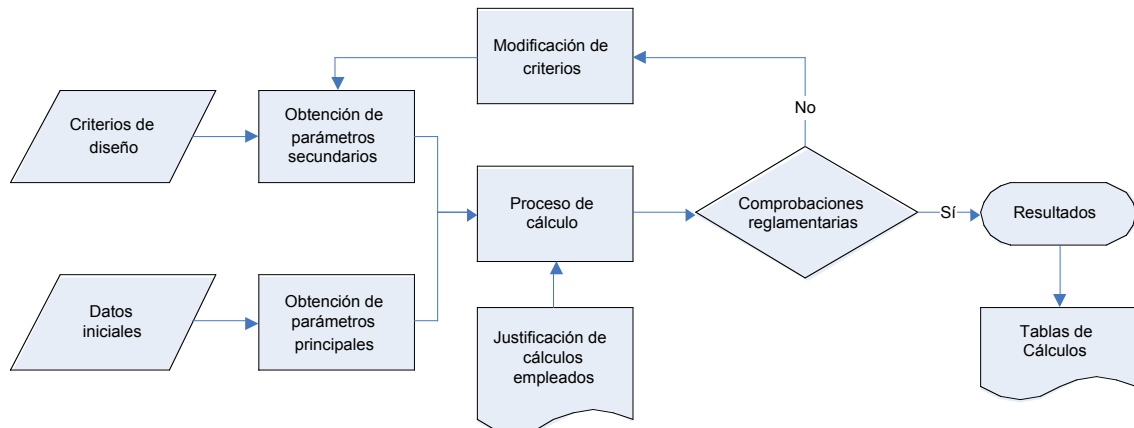 Modificación de
criterios
Criterios de
diseño
Obtención de
parámetros
secundarios
No
Proceso de
cálculo
Comprobaciones
reglamentarias
Sí
Resultados
Datos
iniciales
Obtención de
parámetros
principales
Justificación de
cálculos
empleados
Tablas de
Cálculos